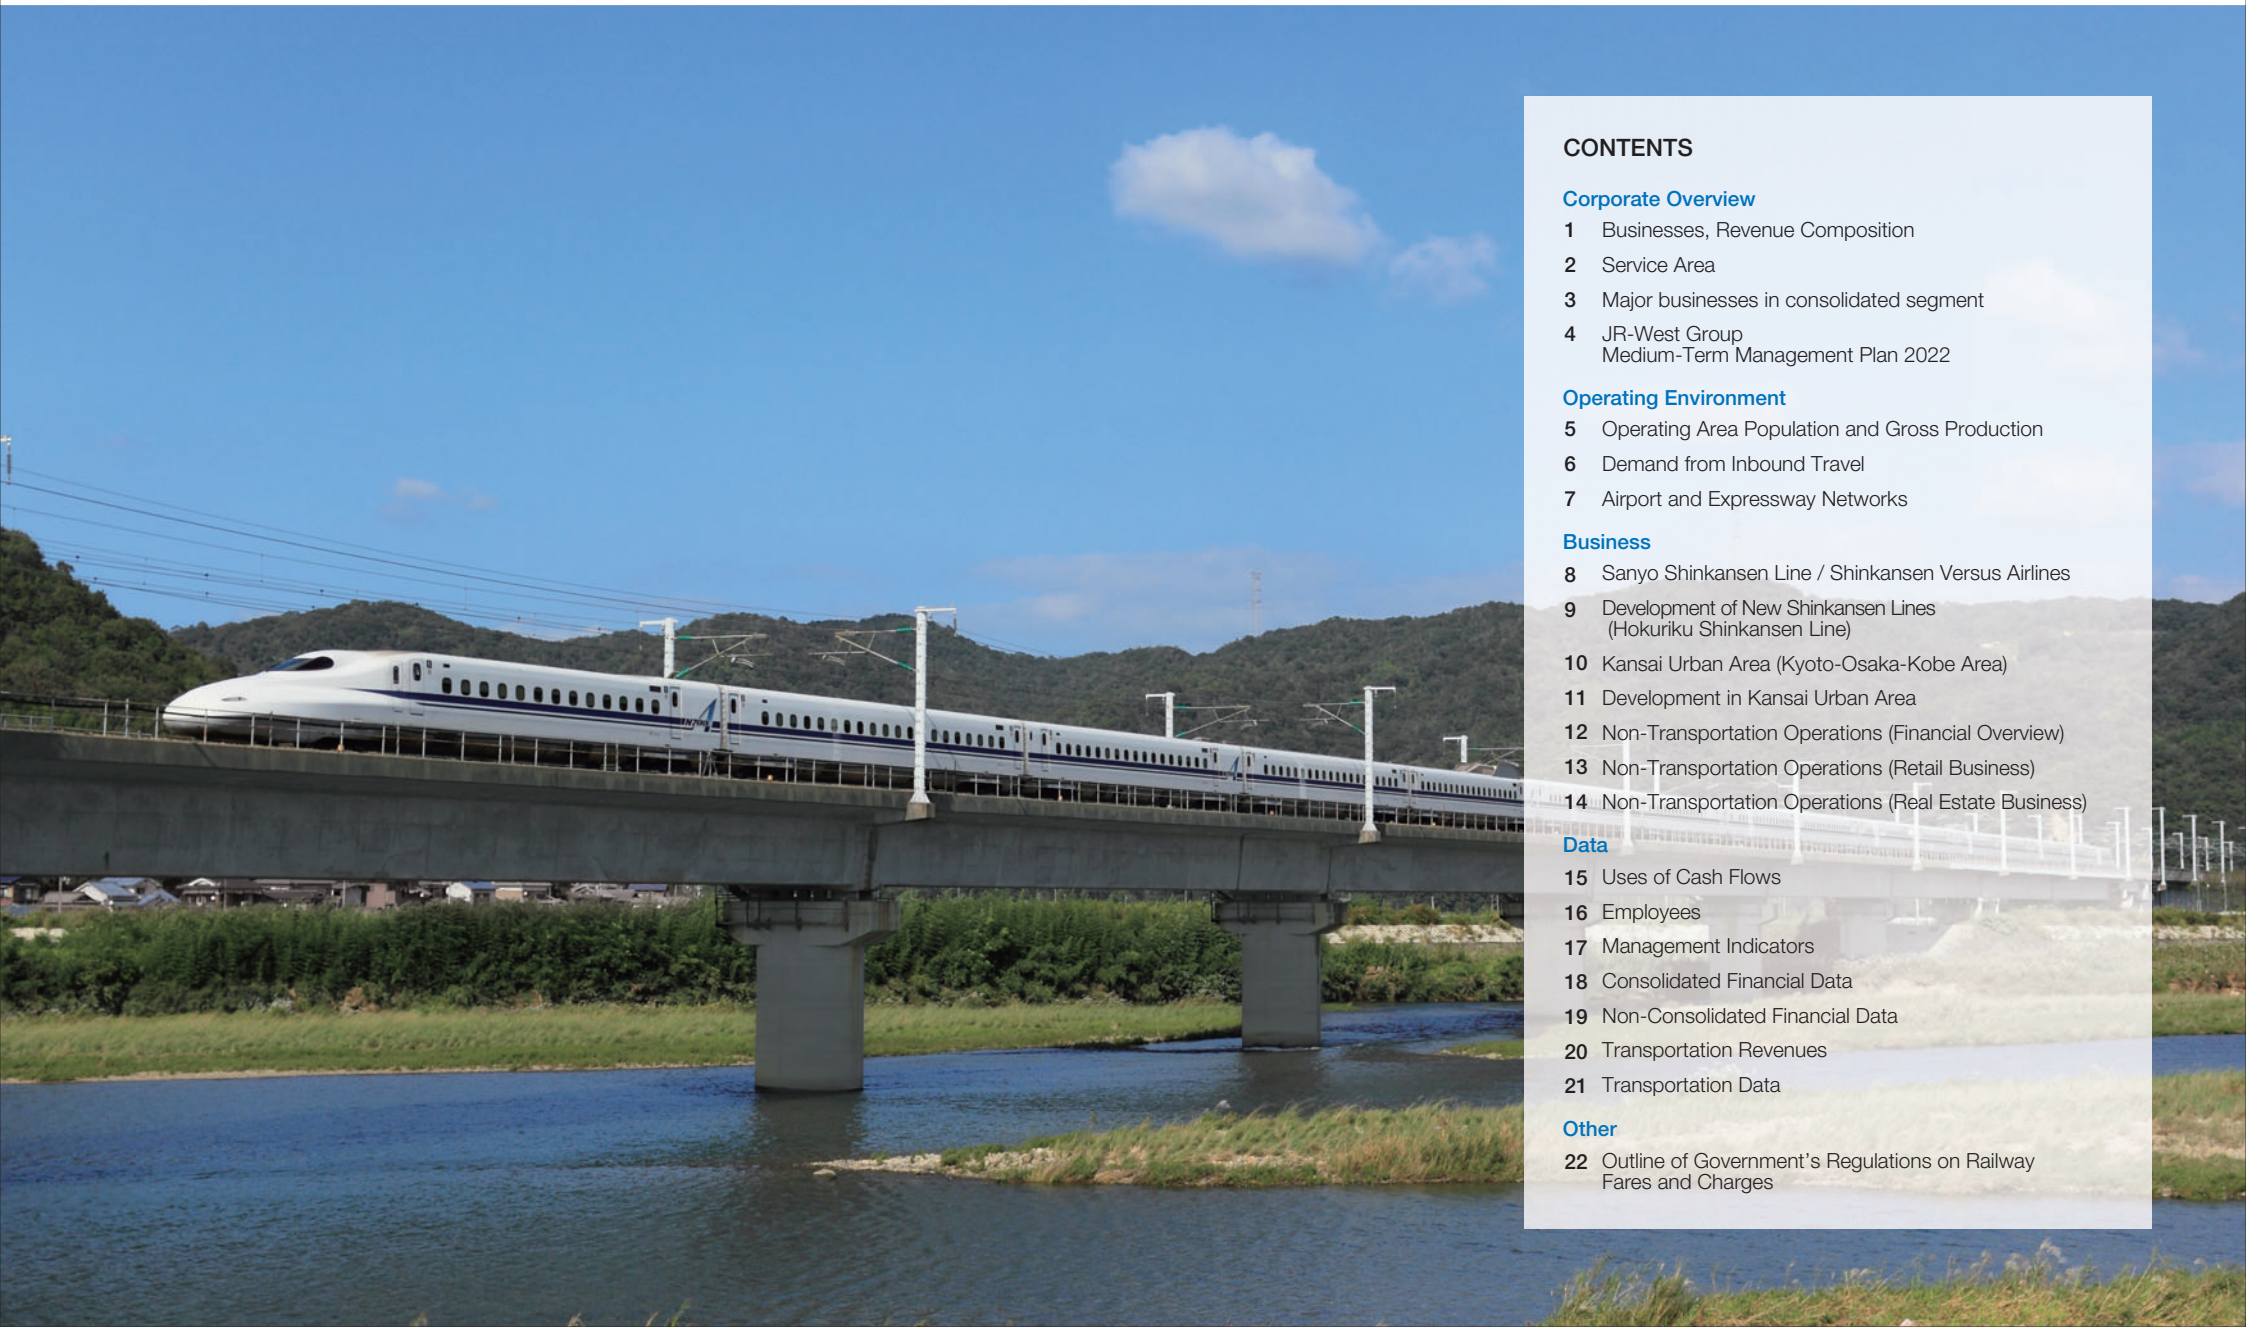 CONTENTS
Corporate Overview
1 Businesses, Revenue Composition
2 Service Area
3 Major businesses in consolidated segment
4 JR-West Group
Medium-Term Management Plan 2022
Operating Environment
5 Operating Area Population and Gross Production
6 Demand from Inbound Travel
7 Airport and Expressway Networks
Business
8 Sanyo Shinkansen Line / Shinkansen Versus Airlines
9 Development of New Shinkansen Lines
(Hokuriku Shinkansen Line)
10 Kansai Urban Area (Kyoto-Osaka-Kobe Area)
11 Development in Kansai Urban Area
12 Non-Transportation Operations (Financial Overview)
13 Non-Transportation Operations (Retail Business)
14 Non-Transportation Operations (Real Estate Business)
Data
15 Uses of Cash Flows
16 Employees
17 Management Indicators
18 Consolidated Financial Data
19 Non-Consolidated Financial Data
20 Transportation Revenues
21 Transportation Data
Other
22 Outline of Government's Regulations on Railway
Fares and Charges